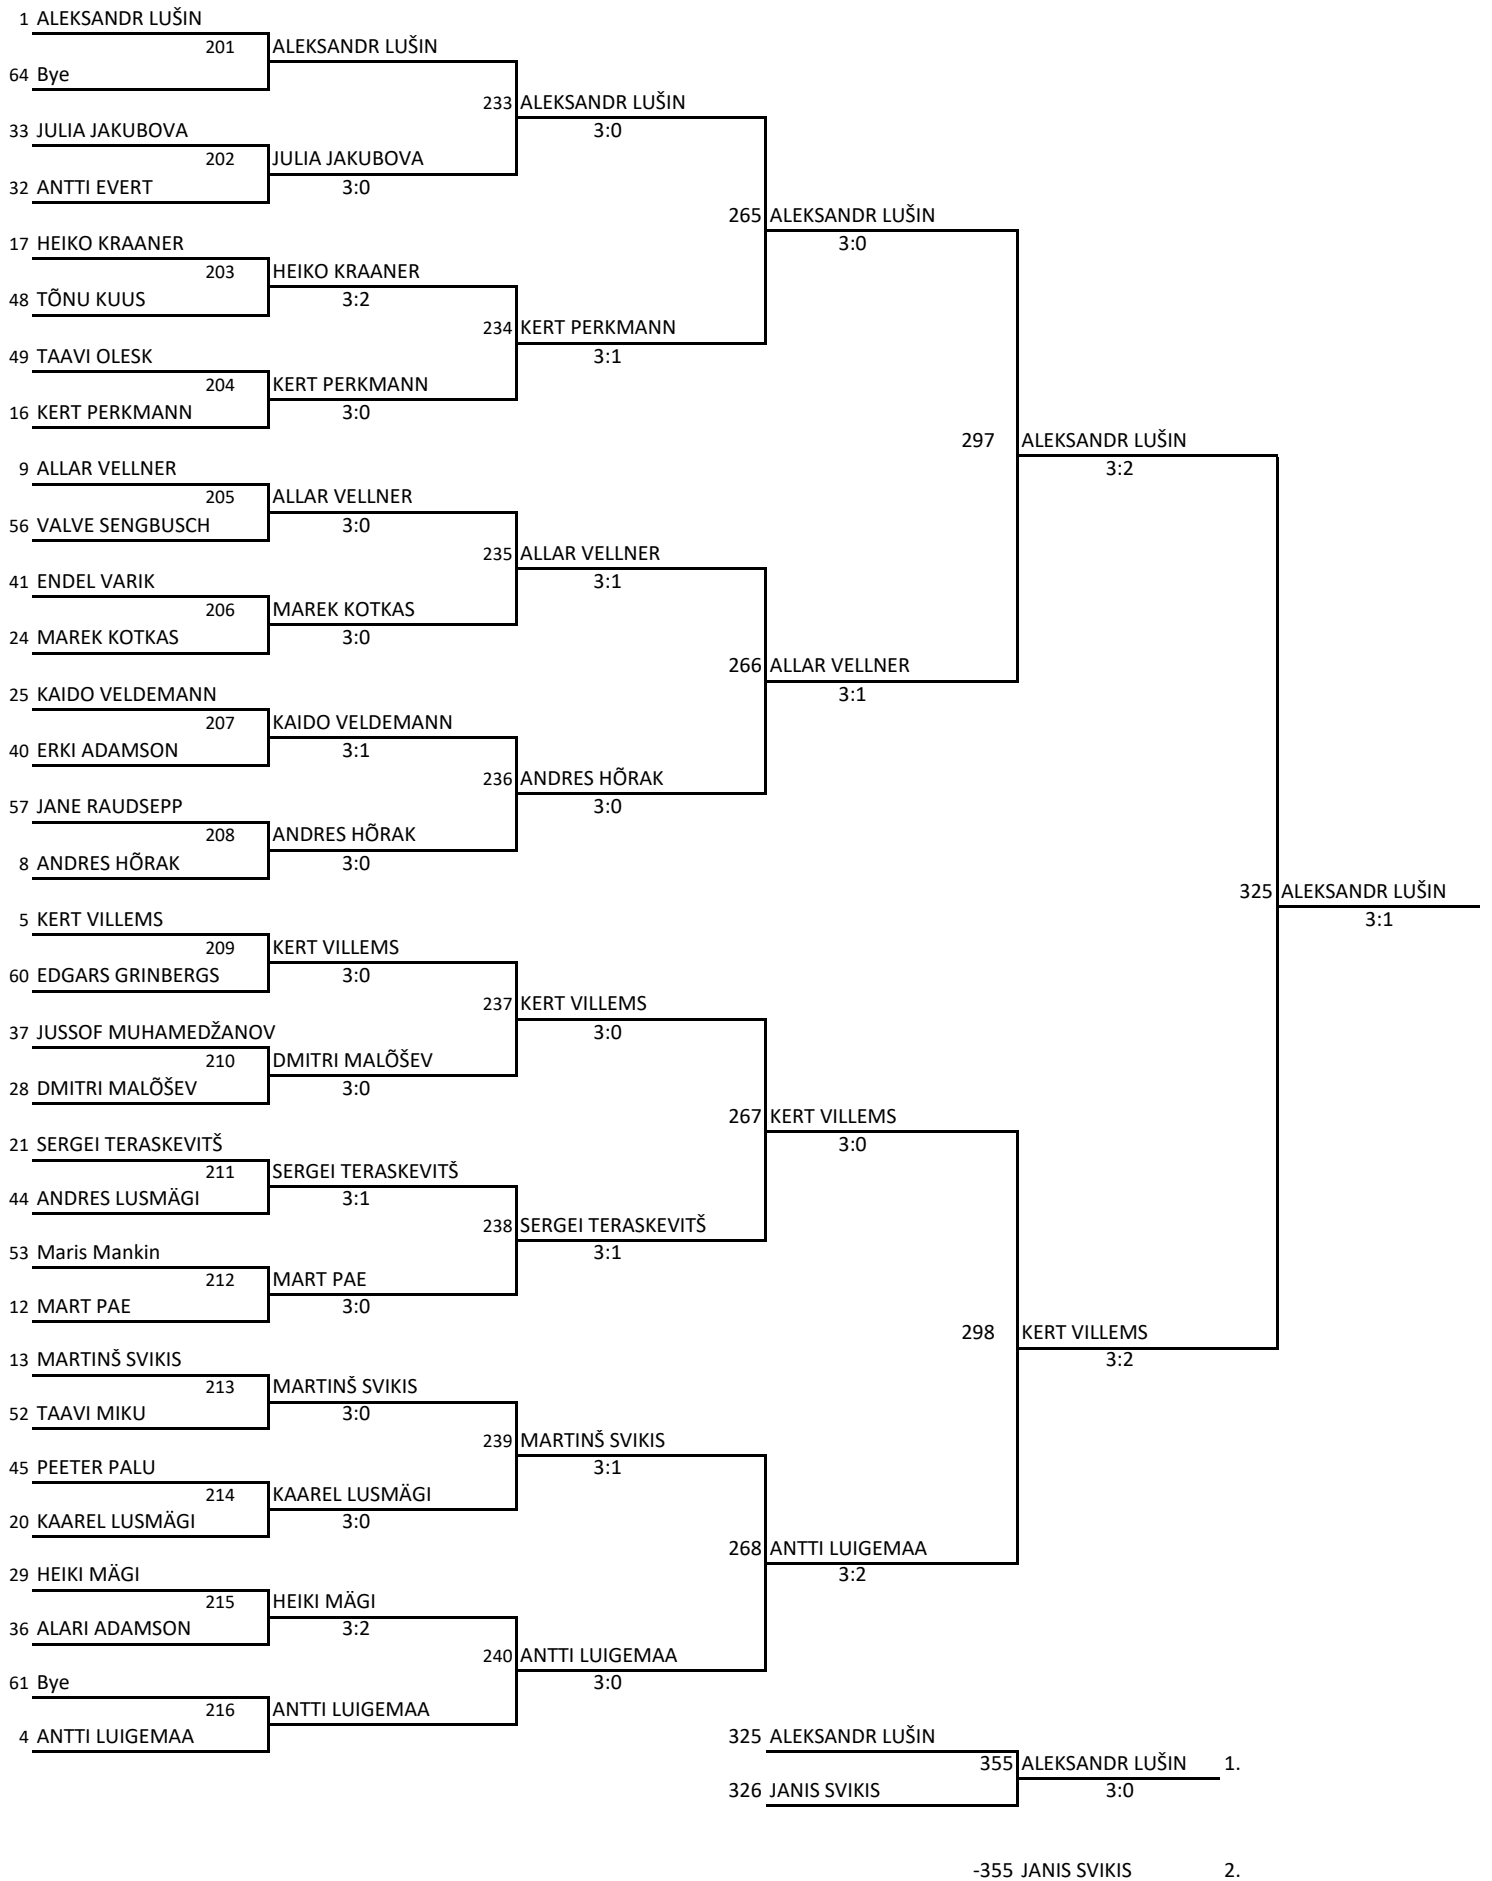 1 ALEKSANDR LUŠIN
201 ALEKSANDR LUŠIN
64 Bye
233 ALEKSANDR LUŠIN
33 JULIA JAKUBOVA 3:0
202 JULIA JAKUBOVA
32 ANTTI EVERT 3:0
265 ALEKSANDR LUŠIN
17 HEIKO KRAANER 3:0
203 HEIKO KRAANER
48 TÕNU KUUS 3:2
234 KERT PERKMANN
49 TAAVI OLESK 3:1
204 KERT PERKMANN
16 KERT PERKMANN 3:0
297 ALEKSANDR LUŠIN
9 ALLAR VELLNER 3:2
205 ALLAR VELLNER
56 VALVE SENGBUSCH 3:0
235 ALLAR VELLNER
41 ENDEL VARIK 3:1
206 MAREK KOTKAS
24 MAREK KOTKAS 3:0
266 ALLAR VELLNER
25 KAIDO VELDEMANN 3:1
207 KAIDO VELDEMANN
40 ERKI ADAMSON 3:1
236 ANDRES HÕRAK
57 JANE RAUDSEPP 3:0
208 ANDRES HÕRAK
8 ANDRES HÕRAK 3:0
325 ALEKSANDR LUŠIN
5 KERT VILLEMS 3:1
209 KERT VILLEMS
60 EDGARS GRINBERGS 3:0
237 KERT VILLEMS
37 JUSSOF MUHAMEDŽANOV 3:0
210 DMITRI MALÕŠEV
28 DMITRI MALÕŠEV 3:0
267 KERT VILLEMS
21 SERGEI TERASKEVITŠ 3:0
211 SERGEI TERASKEVITŠ
44 ANDRES LUSMÄGI 3:1
238 SERGEI TERASKEVITŠ
53 Maris Mankin 3:1
212 MART PAE
12 MART PAE 3:0
298 KERT VILLEMS
13 MARTINŠ SVIKIS 3:2
213 MARTINŠ SVIKIS
52 TAAVI MIKU 3:0
239 MARTINŠ SVIKIS
45 PEETER PALU 3:1
214 KAAREL LUSMÄGI
20 KAAREL LUSMÄGI 3:0
268 ANTTI LUIGEMAA
29 HEIKI MÄGI 3:2
215 HEIKI MÄGI
36 ALARI ADAMSON 3:2
240 ANTTI LUIGEMAA
61 Bye 3:0
216 ANTTI LUIGEMAA
4 ANTTI LUIGEMAA 325 ALEKSANDR LUŠIN
355 ALEKSANDR LUŠIN 1.
326 JANIS SVIKIS 3:0
-355 JANIS SVIKIS 2.